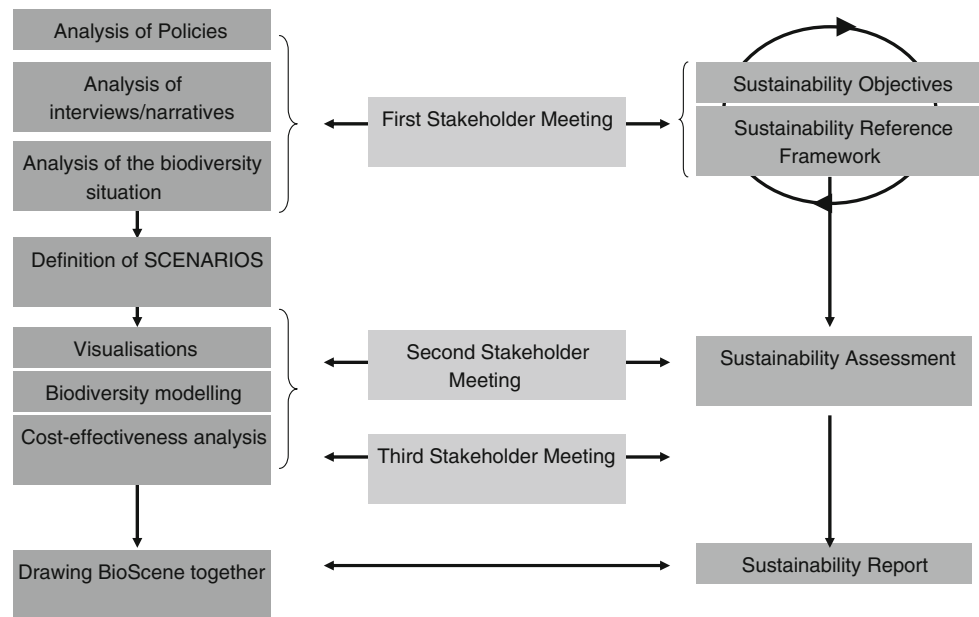 Analysis of Policies
Analysis of
interviews/narratives
Analysis of the biodiversity
situation
Definition of SCENARIOS
Visualisations
Biodiversity modelling
Cost-effectiveness analysis
Drawing BioScene together
First Stakeholder Meeting
Second Stakeholder
Meeting
Third Stakeholder Meeting
Sustainability Objectives
Sustainability Reference
Framework
Sustainability Assessment
Sustainability Report